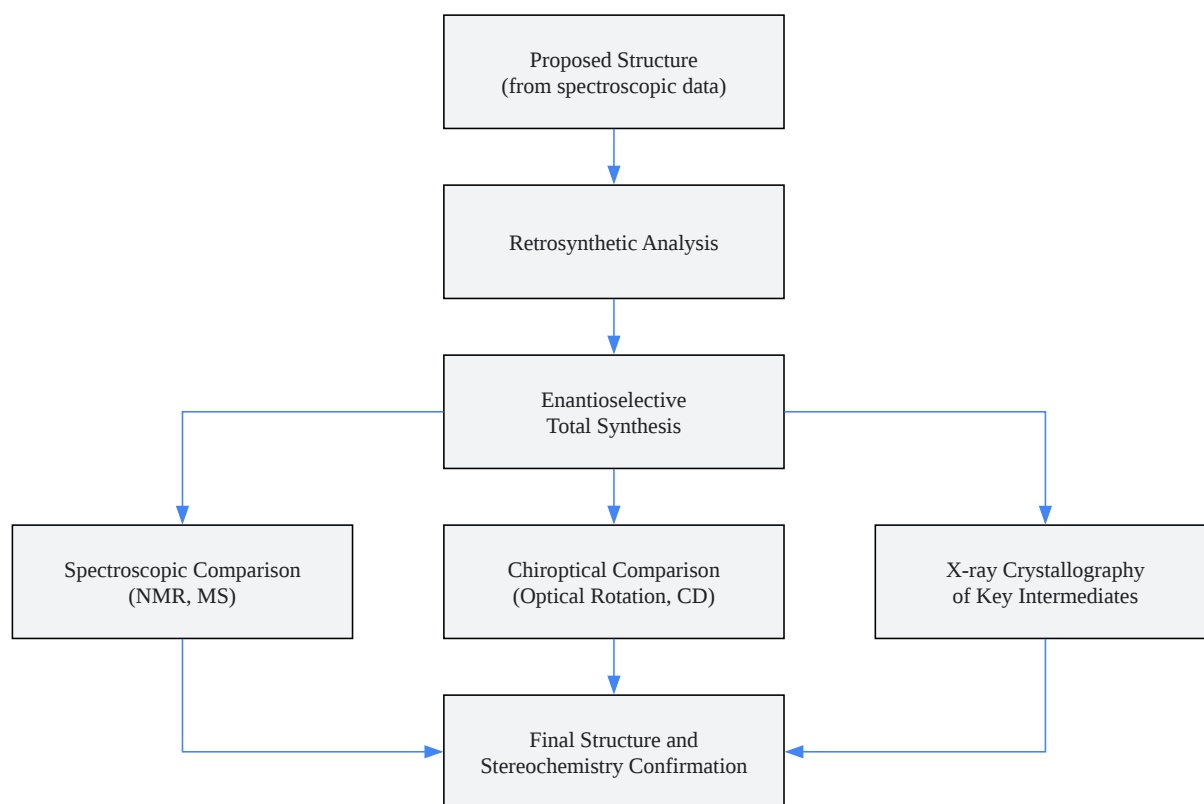 Proposed Structure
(from spectroscopic data)
Retrosynthetic Analysis
Enantioselective
Total Synthesis
Spectroscopic Comparison
(NMR, MS)
Chiroptical Comparison
(Optical Rotation, CD)
X-ray Crystallography
of Key Intermediates
Final Structure and
Stereochemistry Confirmation